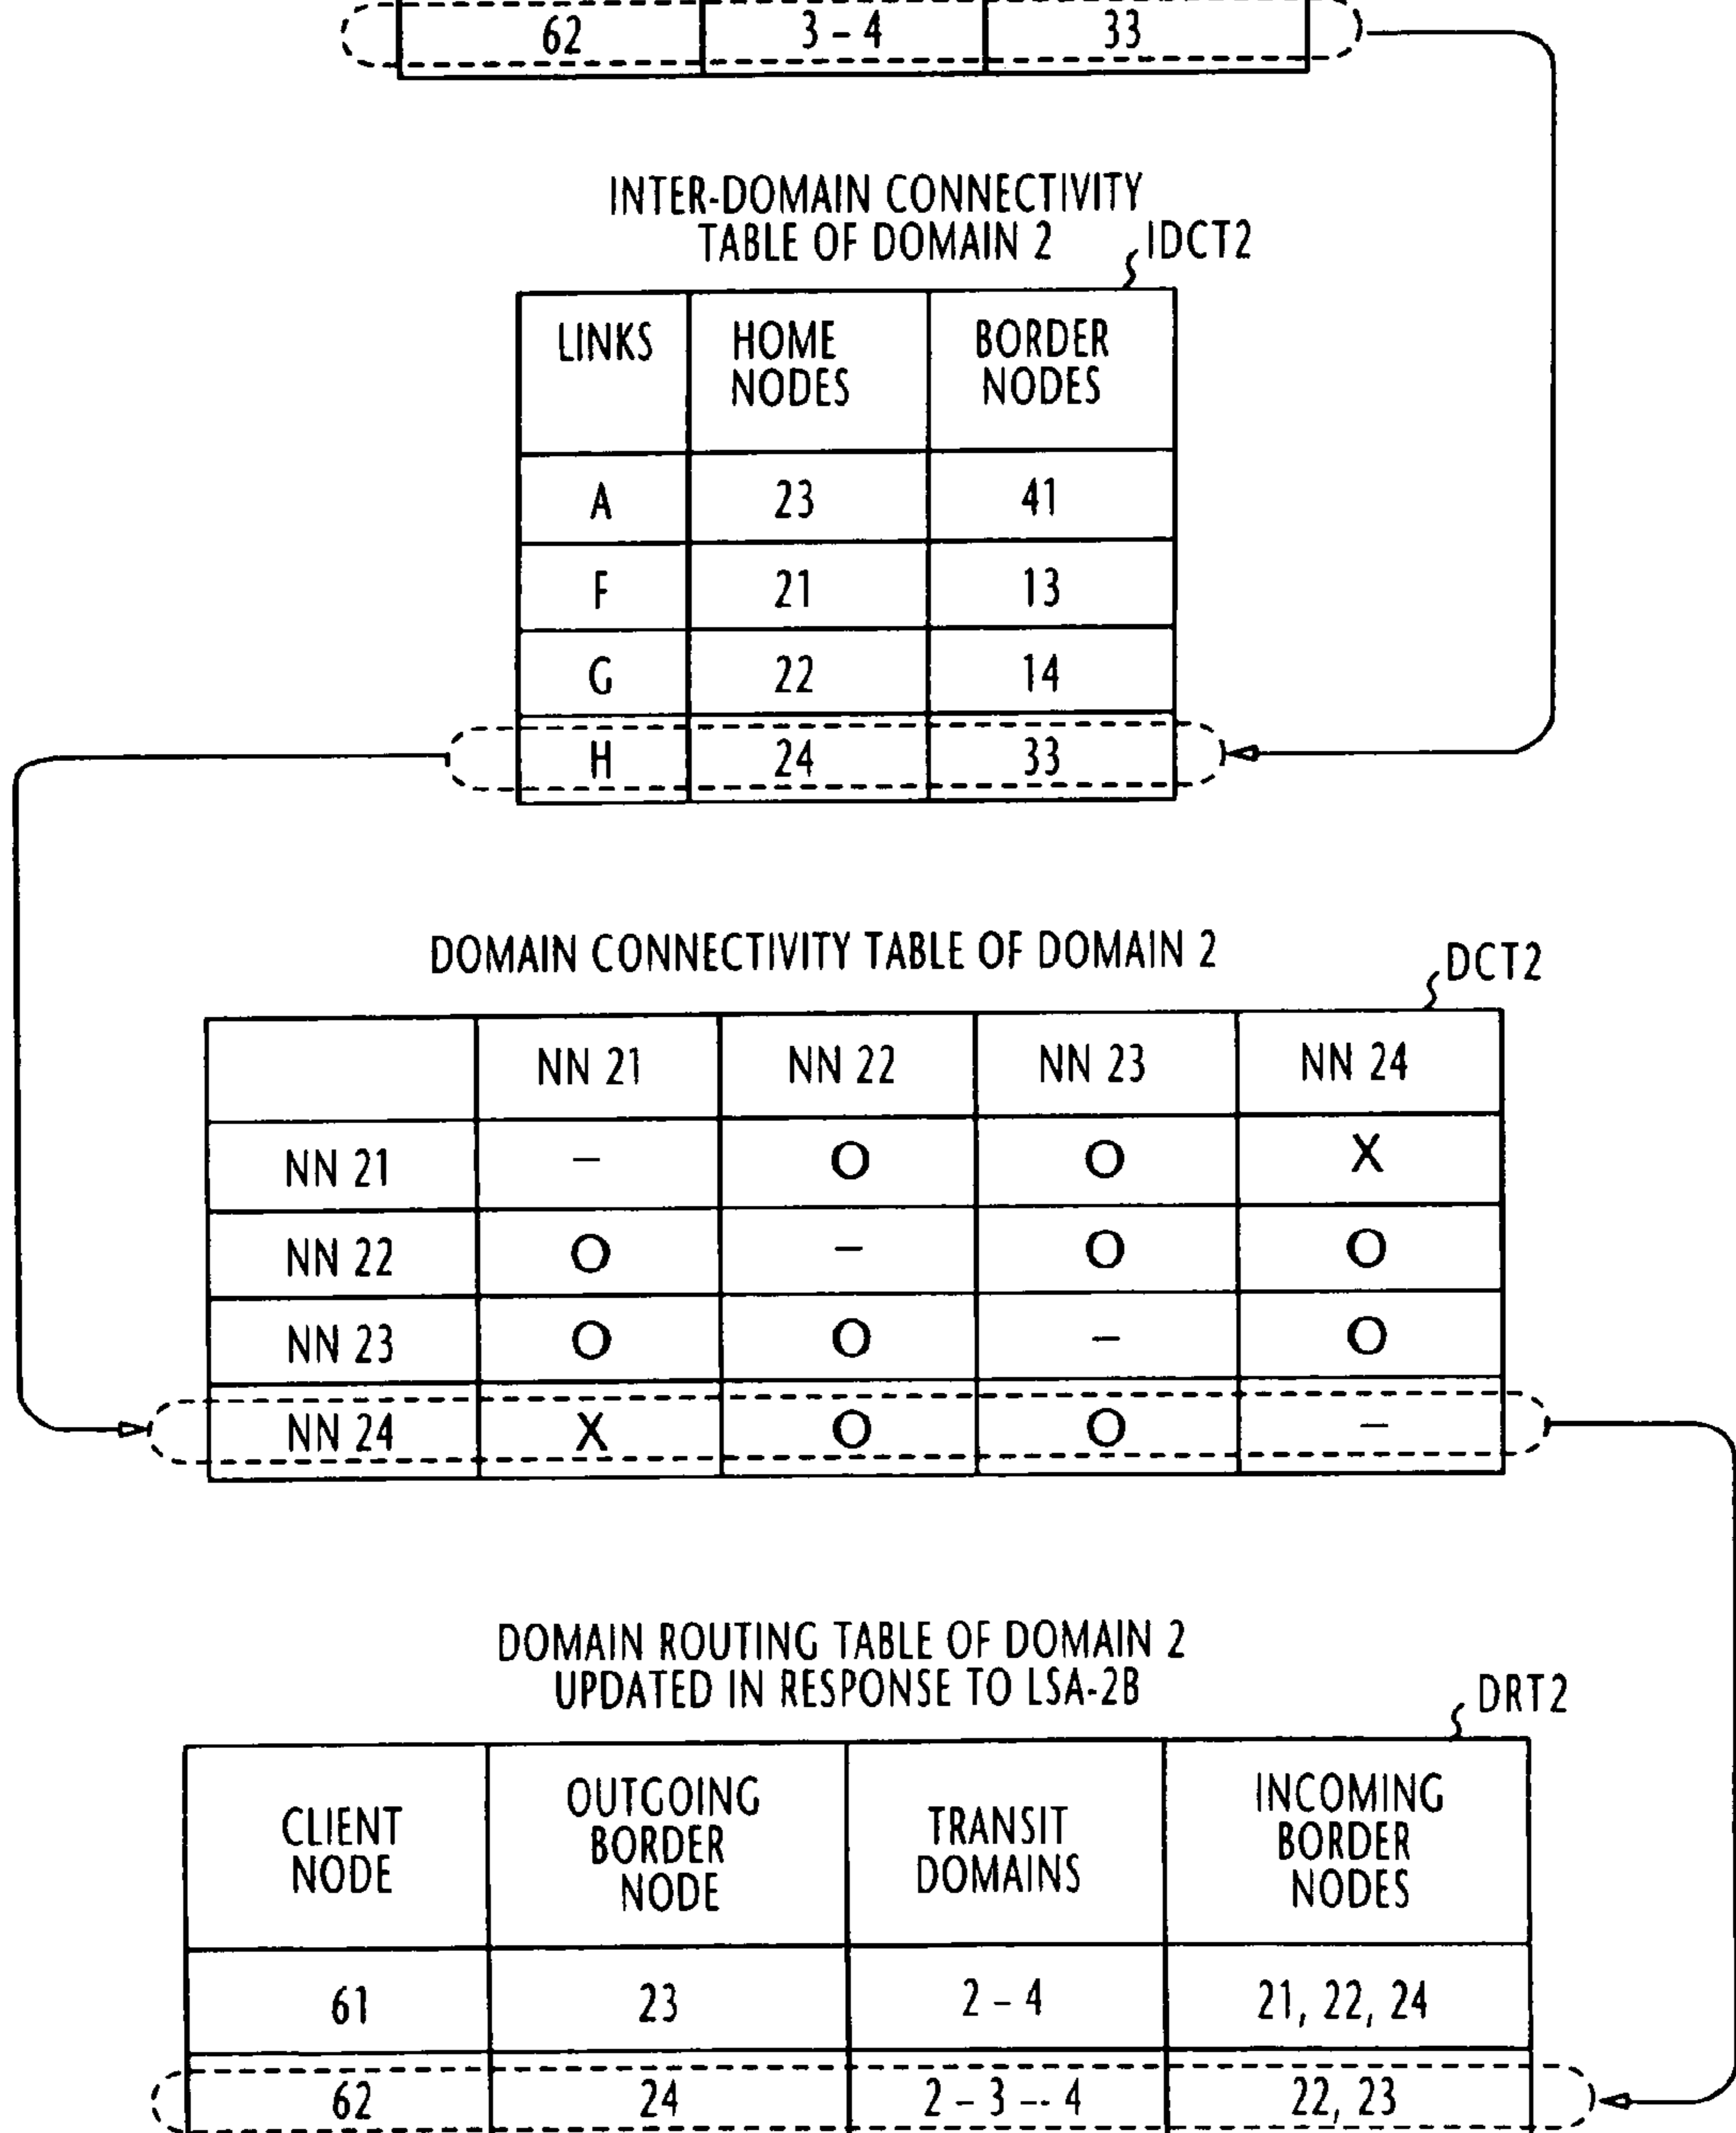 62 3 – 4 33
INTER-DOMAIN CONNECTIVITY
TABLE OF DOMAIN 2 IDCT2
LINKS HOME NODES BORDER NODES
A 23 41
F 21 13
G 22 14
H 24 33
DOMAIN CONNECTIVITY TABLE OF DOMAIN 2 DCT2
NN 21 NN 22 NN 23 NN 24
NN 21 – O O X
NN 22 O – O O
NN 23 O O – O
NN 24 X O O –
DOMAIN ROUTING TABLE OF DOMAIN 2
UPDATED IN RESPONSE TO LSA-2B DRT2
CLIENT NODE OUTGOING BORDER NODE TRANSIT DOMAINS INCOMING BORDER NODES
61 23 2 – 4 21, 22, 24
62 24 2 – 3 – 4 22, 23